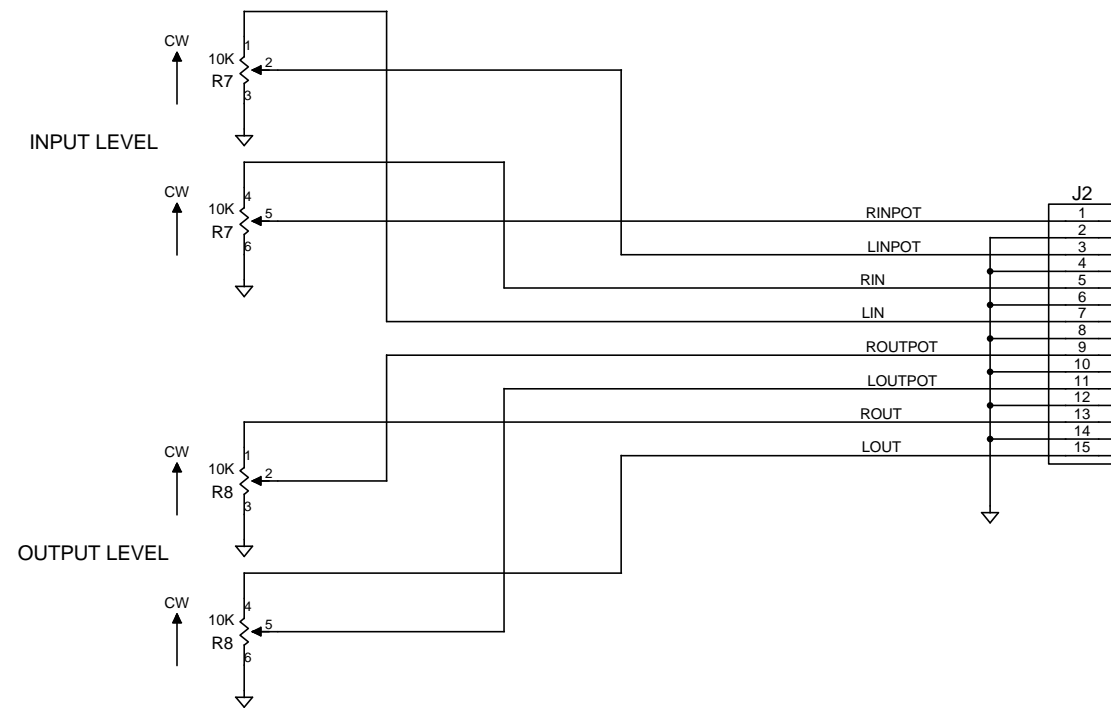 CW
10K
R7
1
2
3
INPUT LEVEL
CW
10K
R7
4
5
6
J2
RINPOT 1
2
LINPOT 3
4
RIN 5
6
LIN 7
8
ROUTPOT 9
10
LOUTPOT 11
12
ROUT 13
14
LOUT 15
CW
10K
R8
1
2
3
OUTPUT LEVEL
CW
10K
R8
4
5
6